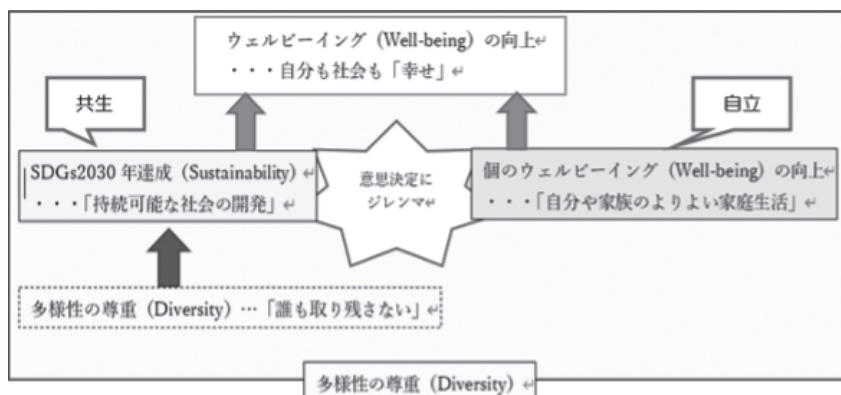 ウェルビーイング（Well-being）の向上↵
・・・自分も社会も「幸せ」↵
共生
自立
SDGs2030年達成（Sustainability）↵
・・・「持続可能な社会の開発」↵
意思決定に
ジレンマ↵
個のウェルビーイング（Well-being）の向上↵
・・・「自分や家族のよりよい家庭生活」↵
多様性の尊重（Diversity）…「誰も取り残さない」↵
多様性の尊重（Diversity）↵